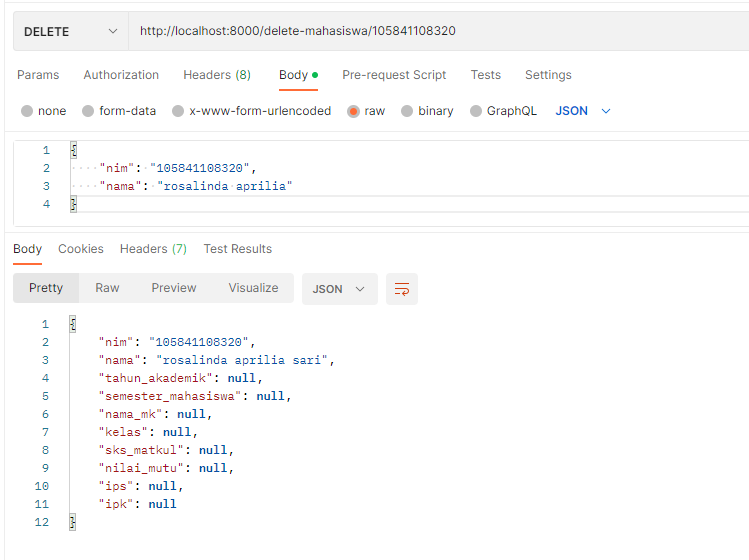 DELETE http://localhost:8000/delete-mahasiswa/105841108320
Params Authorization Headers (8) Body Pre-request Script Tests Settings
none form-data x-www-form-urlencoded raw binary GraphQL JSON
1 {
2 "nim": "105841108320",
3 "nama": "rosalinda aprilia"
4 }
Body Cookies Headers (7) Test Results
Pretty Raw Preview Visualize JSON
1 {
2 "nim": "105841108320",
3 "nama": "rosalinda aprilia sari",
4 "tahun_akademik": null,
5 "semester_mahasiswa": null,
6 "nama_mk": null,
7 "kelas": null,
8 "sks_matkul": null,
9 "nilai_mutu": null,
10 "ips": null,
11 "ipk": null
12 }